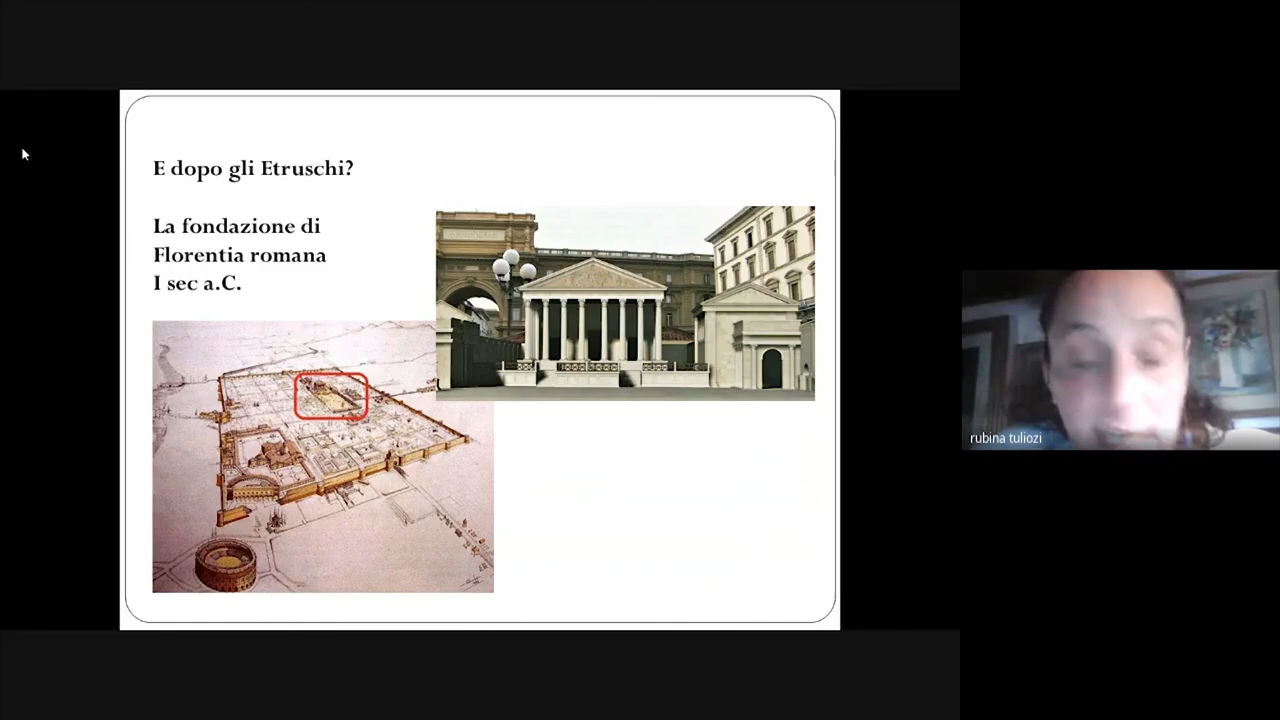 E dopo gli Etruschi?
La fondazione di
Florentia romana
I sec a.C.
rubina tuliozi